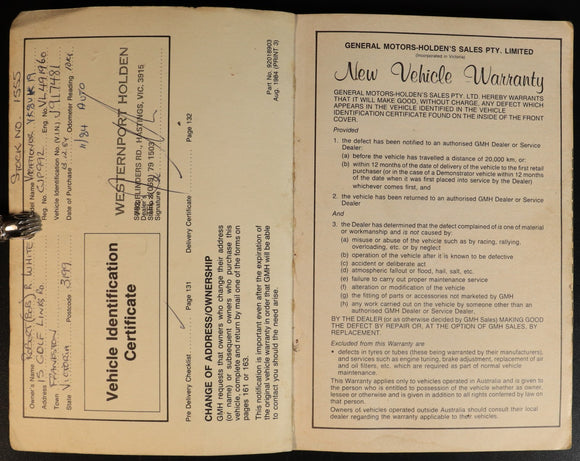 STOCK NO. 1555
Owner's Name ROBERT (BOB) R WHITE Model Name
Address 15 COLE LINKS Reg. No. Eng. No. VL491960
Town FRANKSTON Vehicle Identification No. (V.I.N.)
State VICTORIA Postcode 3199 Date of Purchase Odometer Reading
11/84 AUTO
Vehicle Identification
Certificate
WESTERNPORT HOLDEN
FLINDERS RD., HASTINGS, VIC. 3915
Dealer's
Signature
Pre Delivery Checklist Page 131 Delivery Certificate Page 132
CHANGE OF ADDRESS/OWNERSHIP
GMH requests that owners who change their address
(or name) or subsequent owners who purchase this
vehicle, complete and return by mail one of the forms on
pages 161 or 163.
This notification is important even after the expiration of
the original vehicle warranty in order that GMH will be able
to contact you should the need arise.
Part No. 92018903
Aug. 1984 (PRINT 3)
GENERAL MOTORS-HOLDEN'S SALES PTY. LIMITED
(Incorporated in Victoria)
New Vehicle Warranty
GENERAL MOTORS-HOLDEN'S SALES PTY. LTD. HEREBY WARRANTS
THAT IT WILL MAKE GOOD, WITHOUT CHARGE, ANY DEFECT WHICH
APPEARS IN THE VEHICLE IDENTIFIED IN THE VEHICLE
IDENTIFICATION CERTIFICATE FOUND ON THE INSIDE OF THE FRONT
COVER.
Provided
1. the defect has been notified to an authorised GMH Dealer or Service
Dealer:
(a) before the vehicle has travelled a distance of 20,000 km, or;
(b) within 12 months of the date of delivery of the vehicle to the first retail
purchaser (or in the case of a Demonstrator vehicle within 12 months
of the date when it was first placed into service by the Dealer)
whichever comes first, and
2. the vehicle has been returned to an authorised GMH Dealer or Service
Dealer
And
3. the Dealer has determined that the defect complained of is one of material
or workmanship and is not caused by:
(a) misuse or abuse of the vehicle such as by racing, rallying,
overloading, etc. or by neglect
(b) operation of the vehicle after it is known to be defective
(c) accident or deliberate act
(d) atmospheric fallout or flood, hail, salt, etc.
(e) failure to carry out proper maintenance service
(f) alteration or modification of the vehicle
(g) the fitting of parts or accessories not marketed by GMH
(h) any work carried out on the vehicle by someone other than an
authorised GMH Dealer or Service Dealer.
BY THE DEALER (or as otherwise decided by GMH Sales) MAKING GOOD
THE DEFECT BY REPAIR OR, AT THE OPTION OF GMH SALES, BY
REPLACEMENT.
Excluded from this Warranty are
• defects in tyres or tubes (these being warranted by their manufacturers),
and services such as engine tuning, brake adjustment, replacement of air
and oil filters, etc. which are required as part of normal vehicle
maintenance.
This Warranty applies only to vehicles operated in Australia and is given to
the person who is entitled to possession of the vehicle whether as owner,
lessee or otherwise and is given in addition to all rights conferred by law on
that person.
Owners of vehicles operated outside Australia should consult their local
dealer regarding the warranty applicable to their vehicles.